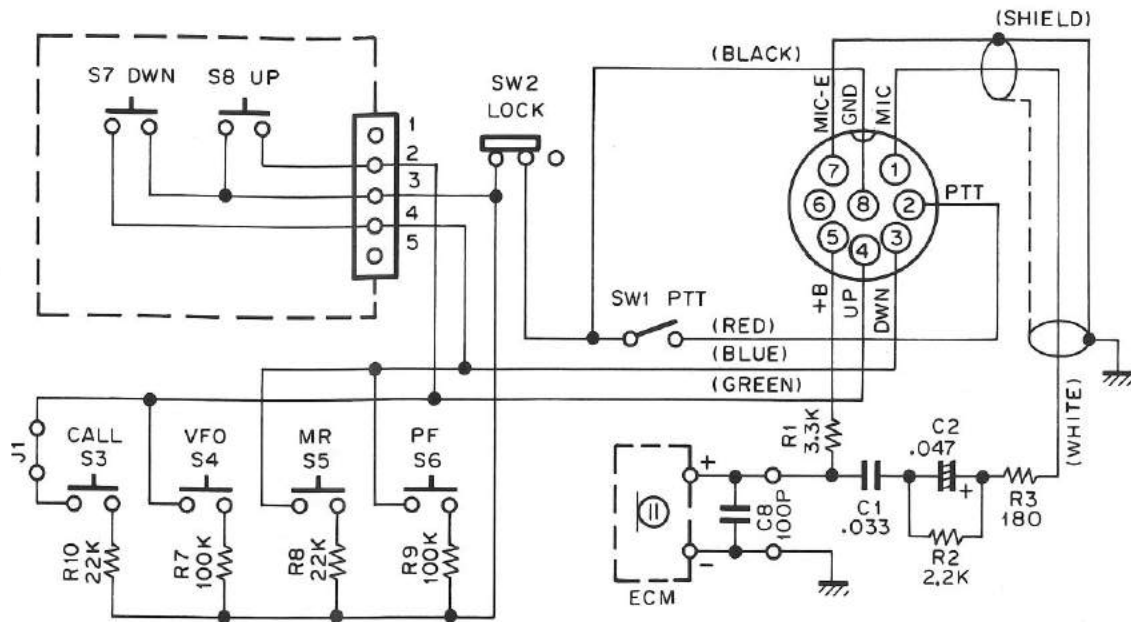 (SHIELD)
(BLACK)
S7 DWN
S8 UP
SW2
LOCK
MIC-E
GND
MIC
1
2
3
4
5
7
1
6
8
2
5
4
3
PTT
+B
UP
DWN
SW1 PTT
(RED)
(BLUE)
(GREEN)
(WHITE)
J1
CALL
S3
VFO
S4
MR
S5
PF
S6
R10
22K
R7
100K
R8
22K
R9
100K
R1
3.3K
C2
.047
+
+
-
C8
100P
C1
.033
R3
180
R2
2,2K
ECM